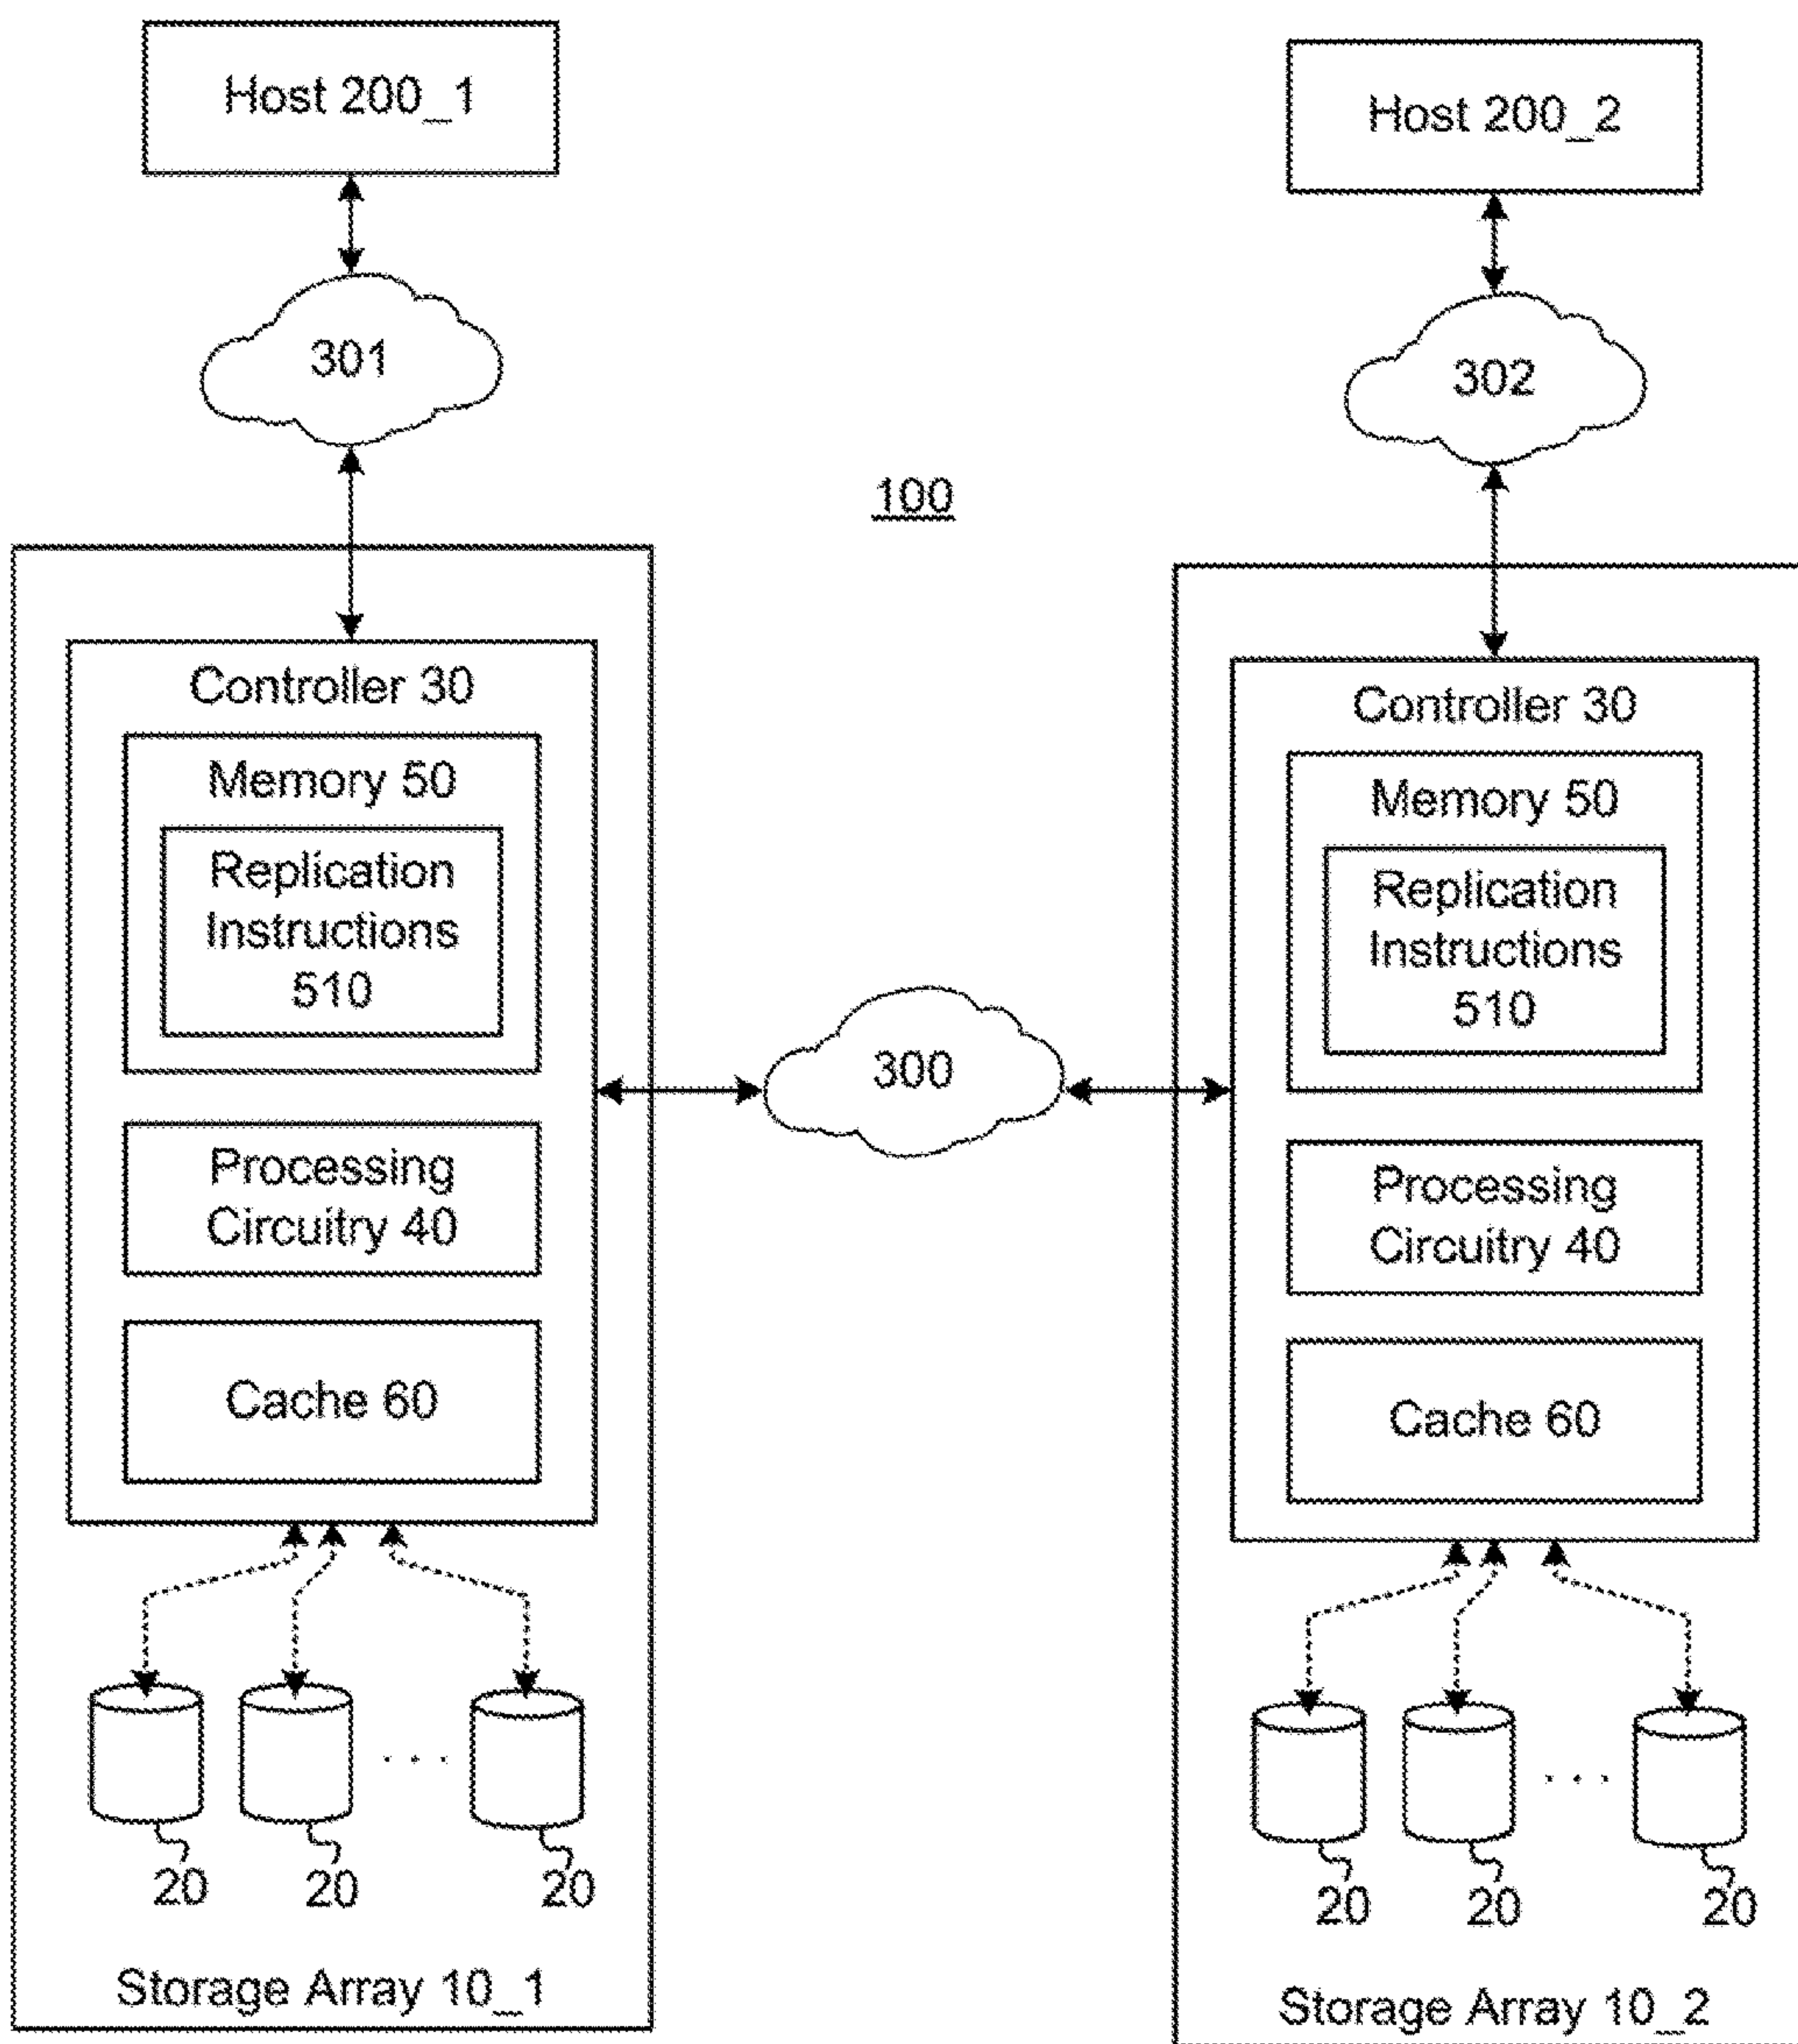 Host 200_1
301
Controller 30
Memory 50
Replication
Instructions
510
Processing
Circuitry 40
Cache 60
20
20
20
Storage Array 10_1
100
300
Host 200_2
302
Controller 30
Memory 50
Replication
Instructions
510
Processing
Circuitry 40
Cache 60
20
20
20
Storage Array 10_2